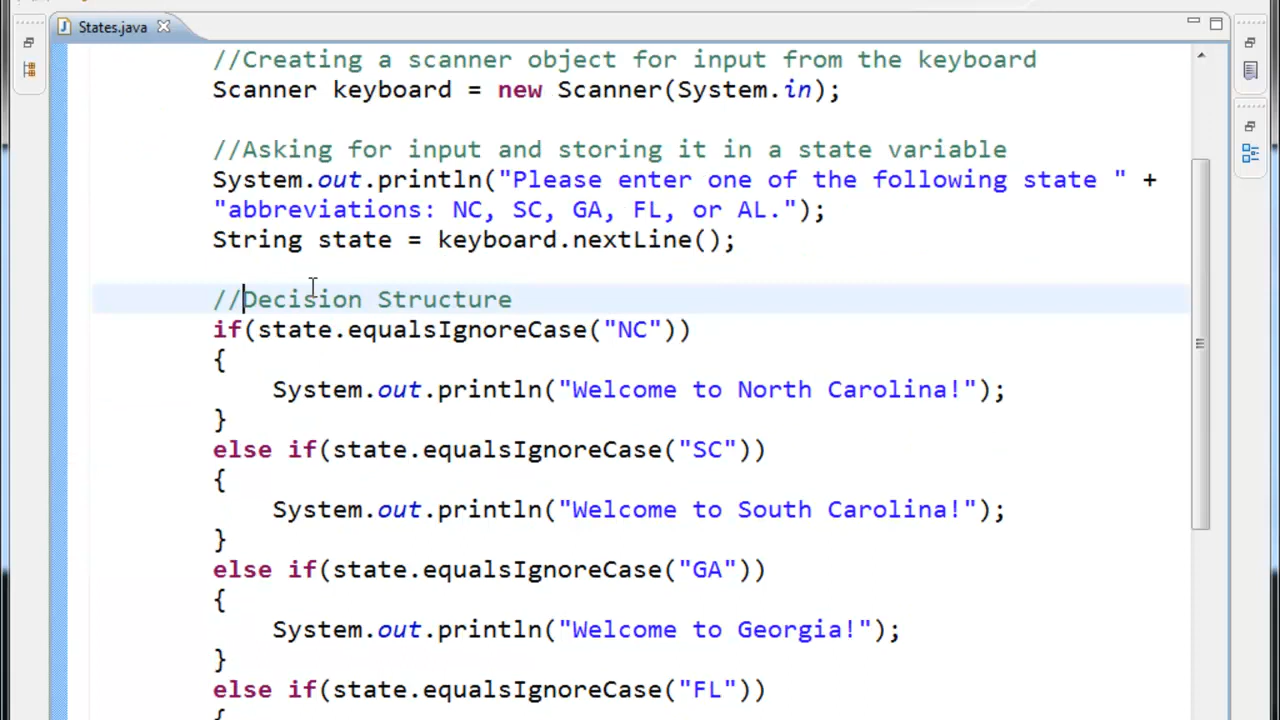 States.java
//Creating a scanner object for input from the keyboard
Scanner keyboard = new Scanner(System.in);
//Asking for input and storing it in a state variable
System.out.println("Please enter one of the following state " +
"abbreviations: NC, SC, GA, FL, or AL.");
String state = keyboard.nextLine();
//Decision Structure
if(state.equalsIgnoreCase("NC"))
{
System.out.println("Welcome to North Carolina!");
}
else if(state.equalsIgnoreCase("SC"))
{
System.out.println("Welcome to South Carolina!");
}
else if(state.equalsIgnoreCase("GA"))
{
System.out.println("Welcome to Georgia!");
}
else if(state.equalsIgnoreCase("FL"))
{